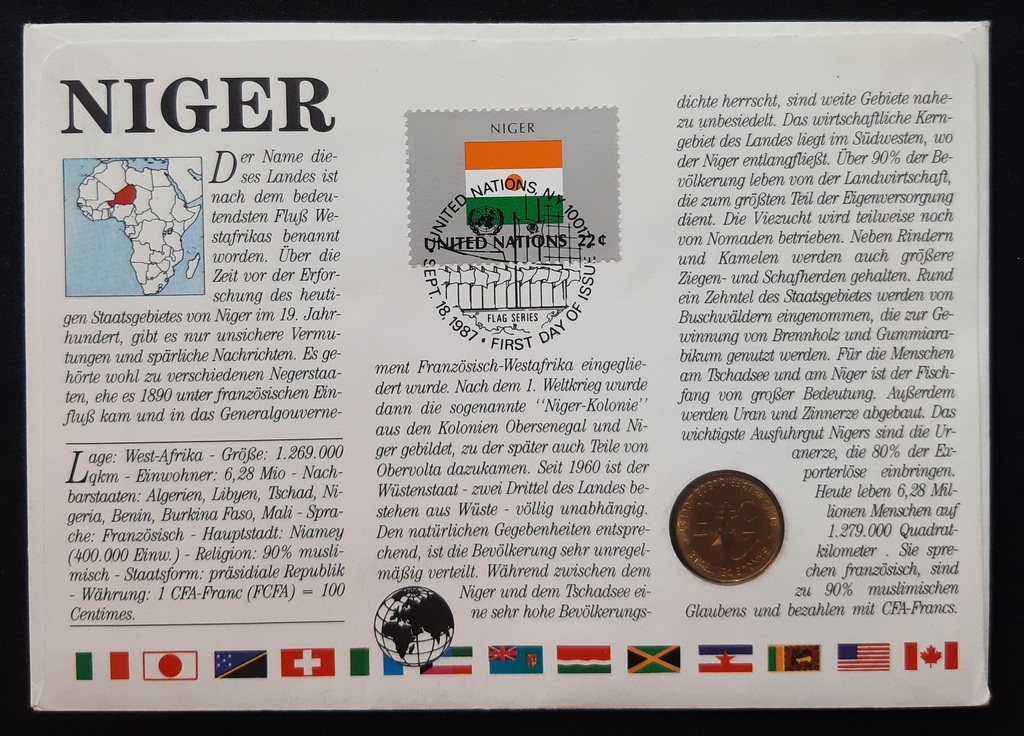 NIGER
Der Name die-
ses Landes ist
nach dem bedeu-
tendsten Fluß We-
stafrikas benannt
worden. Über die
Zeit vor der Erfor-
schung des heuti-
gen Staatsgebietes von Niger im 19. Jahr-
hundert, gibt es nur unsichere Vermu-
tungen und spärliche Nachrichten. Es ge-
hörte wohl zu verschiedenen Negerstaa-
ten, ehe es 1890 unter französischen Ein-
fluß kam und in das Generalgouverne-
Lage: West-Afrika - Größe: 1.269.000
qkm - Einwohner: 6,28 Mio - Nach-
barstaaten: Algerien, Libyen, Tschad, Ni-
geria, Benin, Burkina Faso, Mali - Spra-
che: Französisch - Hauptstadt: Niamey
(400.000 Einw.) - Religion: 90% musli-
misch - Staatsform: präsidiale Republik
- Währung: 1 CFA-Franc (FCFA) = 100
Centimes.
NIGER
UNITED NATIONS 22¢
UNITED NATIONS, NY 10017
SEPT. 18, 1987 • FIRST DAY OF ISSUE
FLAG SERIES
ment Französisch-Westafrika eingeglie-
dert wurde. Nach dem 1. Weltkrieg wurde
dann die sogenannte "Niger-Kolonie"
aus den Kolonien Obersenegal und Ni-
ger gebildet, zu der später auch Teile von
Obervolta dazukamen. Seit 1960 ist der
Wüstenstaat - zwei Drittel des Landes be-
stehen aus Wüste - völlig unabhängig.
Den natürlichen Gegebenheiten entspre-
chend, ist die Bevölkerung sehr unregel-
mäßig verteilt. Während zwischen dem
Niger und dem Tschadsee ei-
ne sehr hohe Bevölkerungs-
dichte herrscht, sind weite Gebiete nahe-
zu unbesiedelt. Das wirtschaftliche Kern-
gebiet des Landes liegt im Südwesten, wo
der Niger entlangfließt. Über 90% der Be-
völkerung leben von der Landwirtschaft,
die zum größten Teil der Eigenversorgung
dient. Die Viezucht wird teilweise noch
von Nomaden betrieben. Neben Rindern
und Kamelen werden auch größere
Ziegen- und Schafherden gehalten. Rund
ein Zehntel des Staatsgebietes werden von
Buschwäldern eingenommen, die zur Ge-
winnung von Brennholz und Gummiara-
bikum genutzt werden. Für die Menschen
am Tschadsee und am Niger ist der Fisch-
fang von großer Bedeutung. Außerdem
werden Uran und Zinnerze abgebaut. Das
wichtigste Ausfuhrgut Nigers sind die Ur-
anerze, die 80% der Ex-
porterlöse einbringen.
Heute leben 6,28 Mil-
lionen Menschen auf
1.279.000 Quadrat-
kilometer . Sie spre-
chen französisch, sind
zu 90% muslimischen
Glaubens und bezahlen mit CFA-Francs.